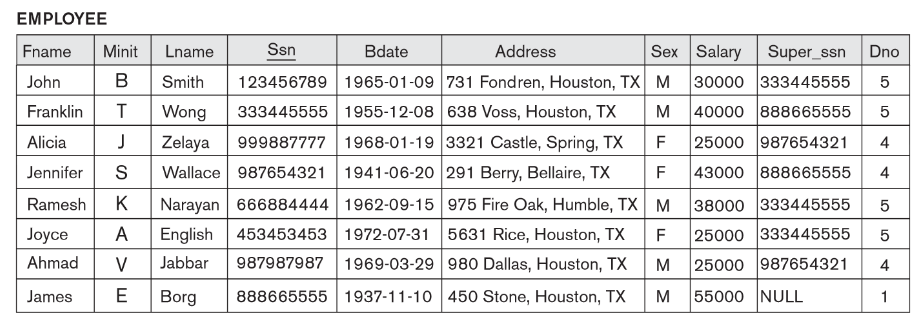 EMPLOYEE
Fname Minit Lname Ssn Bdate Address Sex Salary Super_ssn Dno
John B Smith 123456789 1965-01-09 731 Fondren, Houston, TX M 30000 333445555 5
Franklin T Wong 333445555 1955-12-08 638 Voss, Houston, TX M 40000 888665555 5
Alicia J Zelaya 999887777 1968-01-19 3321 Castle, Spring, TX F 25000 987654321 4
Jennifer S Wallace 987654321 1941-06-20 291 Berry, Bellaire, TX F 43000 888665555 4
Ramesh K Narayan 666884444 1962-09-15 975 Fire Oak, Humble, TX M 38000 333445555 5
Joyce A English 453453453 1972-07-31 5631 Rice, Houston, TX F 25000 333445555 5
Ahmad V Jabbar 987987987 1969-03-29 980 Dallas, Houston, TX M 25000 987654321 4
James E Borg 888665555 1937-11-10 450 Stone, Houston, TX M 55000 NULL 1